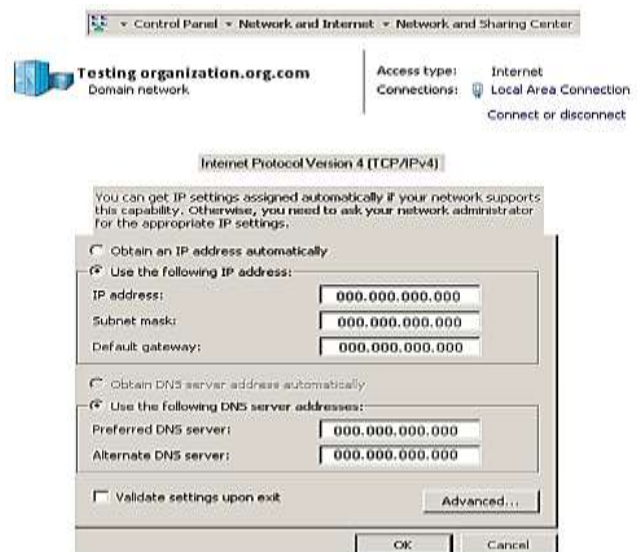 Control Panel Network and Internet Network and Sharing Center
Testing organization.org.com
Domain network
Access type: Internet
Connections: Local Area Connection
Connect or disconnect
Internet Protocol Version 4 (TCP/IPv4)
You can get IP settings assigned automatically if your network supports
this capability. Otherwise, you need to ask your network administrator
for the appropriate IP settings.
Obtain an IP address automatically
Use the following IP address:
IP address: 000.000.000.000
Subnet mask: 000.000.000.000
Default gateway: 000.000.000.000
Obtain DNS server address automatically
Use the following DNS server addresses:
Preferred DNS server: 000.000.000.000
Alternate DNS server: 000.000.000.000
Validate settings upon exit
Advanced...
OK Cancel